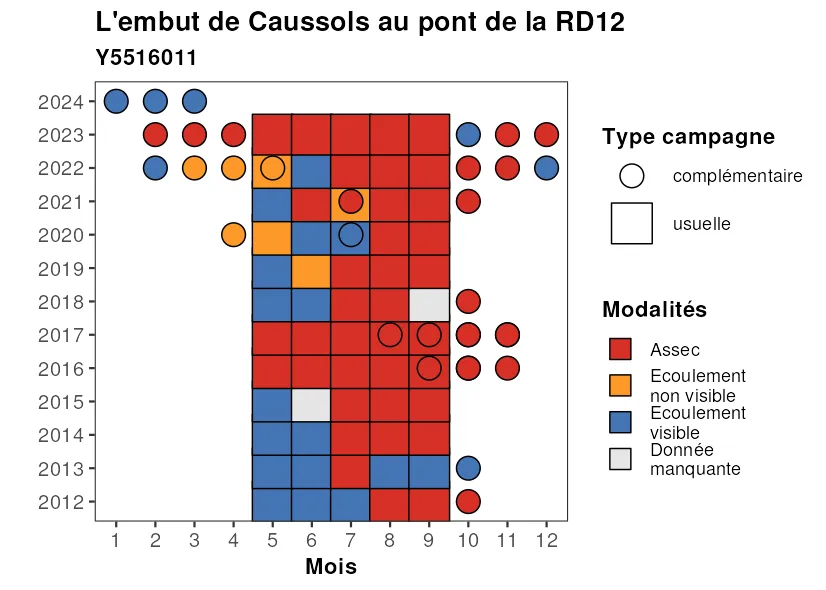 L'embut de Caussols au pont de la RD12
Y5516011
2024
2023
2022
2021
2020
2019
2018
2017
2016
2015
2014
2013
2012
1 2 3 4 5 6 7 8 9 10 11 12
Mois
Type campagne
complémentaire
usuelle
Modalités
Assec
Ecoulement
non visible
Ecoulement
visible
Donnée
manquante